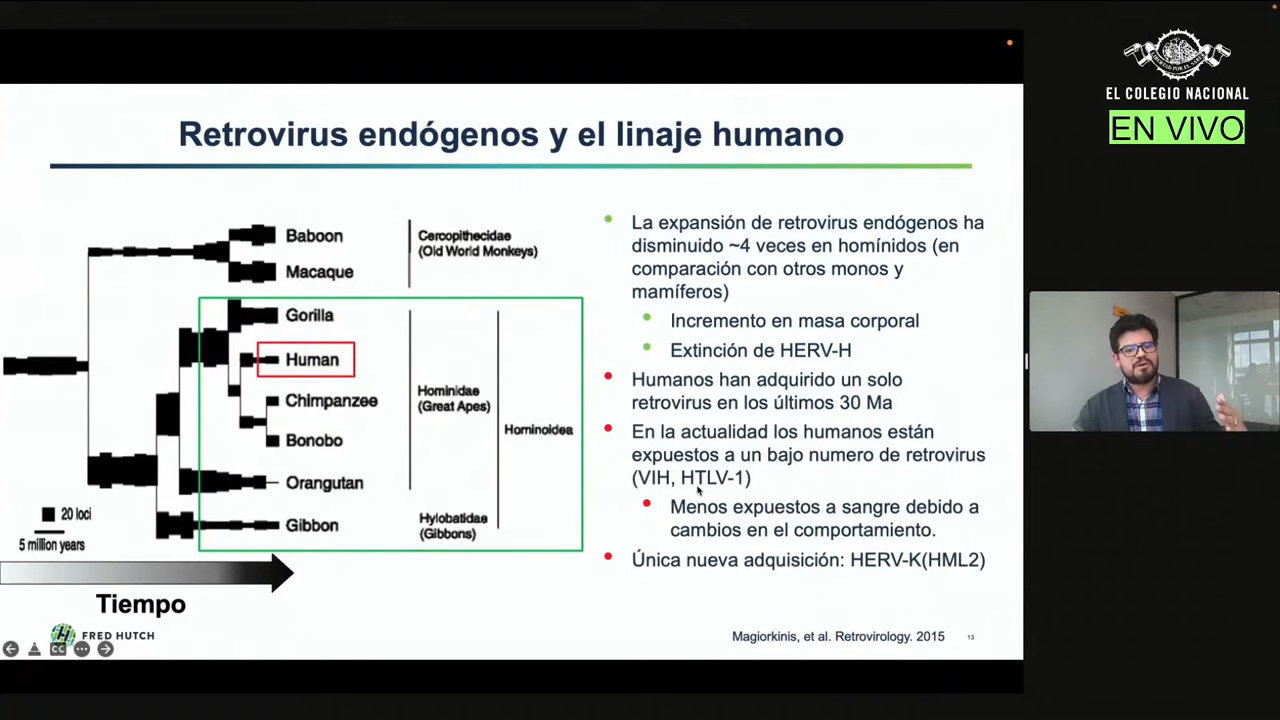 EL COLEGIO NACIONAL
EN VIVO
Retrovirus endógenos y el linaje humano
Baboon
Macaque
Cercopithecidae
(Old World Monkeys)
Gorilla
Human
Chimpanzee
Bonobo
Orangutan
Gibbon
Hominidae
(Great Apes)
Hominoidea
Hylobatidae
(Gibbons)
20 loci
5 million years
Tiempo
FRED HUTCH
CC
La expansión de retrovirus endógenos ha
disminuido ~4 veces en homínidos (en
comparación con otros monos y
mamíferos)
Incremento en masa corporal
Extinción de HERV-H
Humanos han adquirido un solo
retrovirus en los últimos 30 Ma
En la actualidad los humanos están
expuestos a un bajo numero de retrovirus
(VIH, HTLV-1)
Menos expuestos a sangre debido a
cambios en el comportamiento.
Única nueva adquisición: HERV-K(HML2)
Magiorkinis, et al. Retrovirology. 2015
13